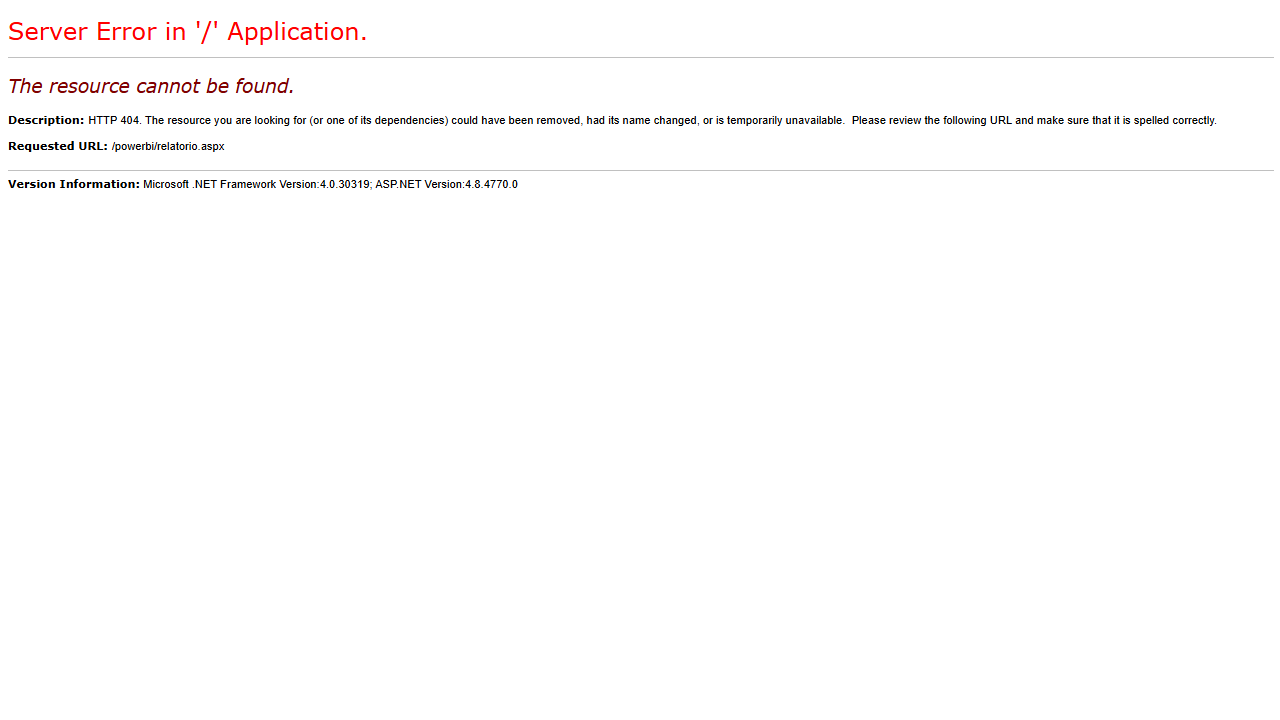 Server Error in '/' Application.
The resource cannot be found.
Description: HTTP 404. The resource you are looking for (or one of its dependencies) could have been removed, had its name changed, or is temporarily unavailable.  Please review the following URL and make sure that it is spelled correctly.
Requested URL: /powerbi/relatorio.aspx
Version Information: Microsoft .NET Framework Version:4.0.30319; ASP.NET Version:4.8.4770.0